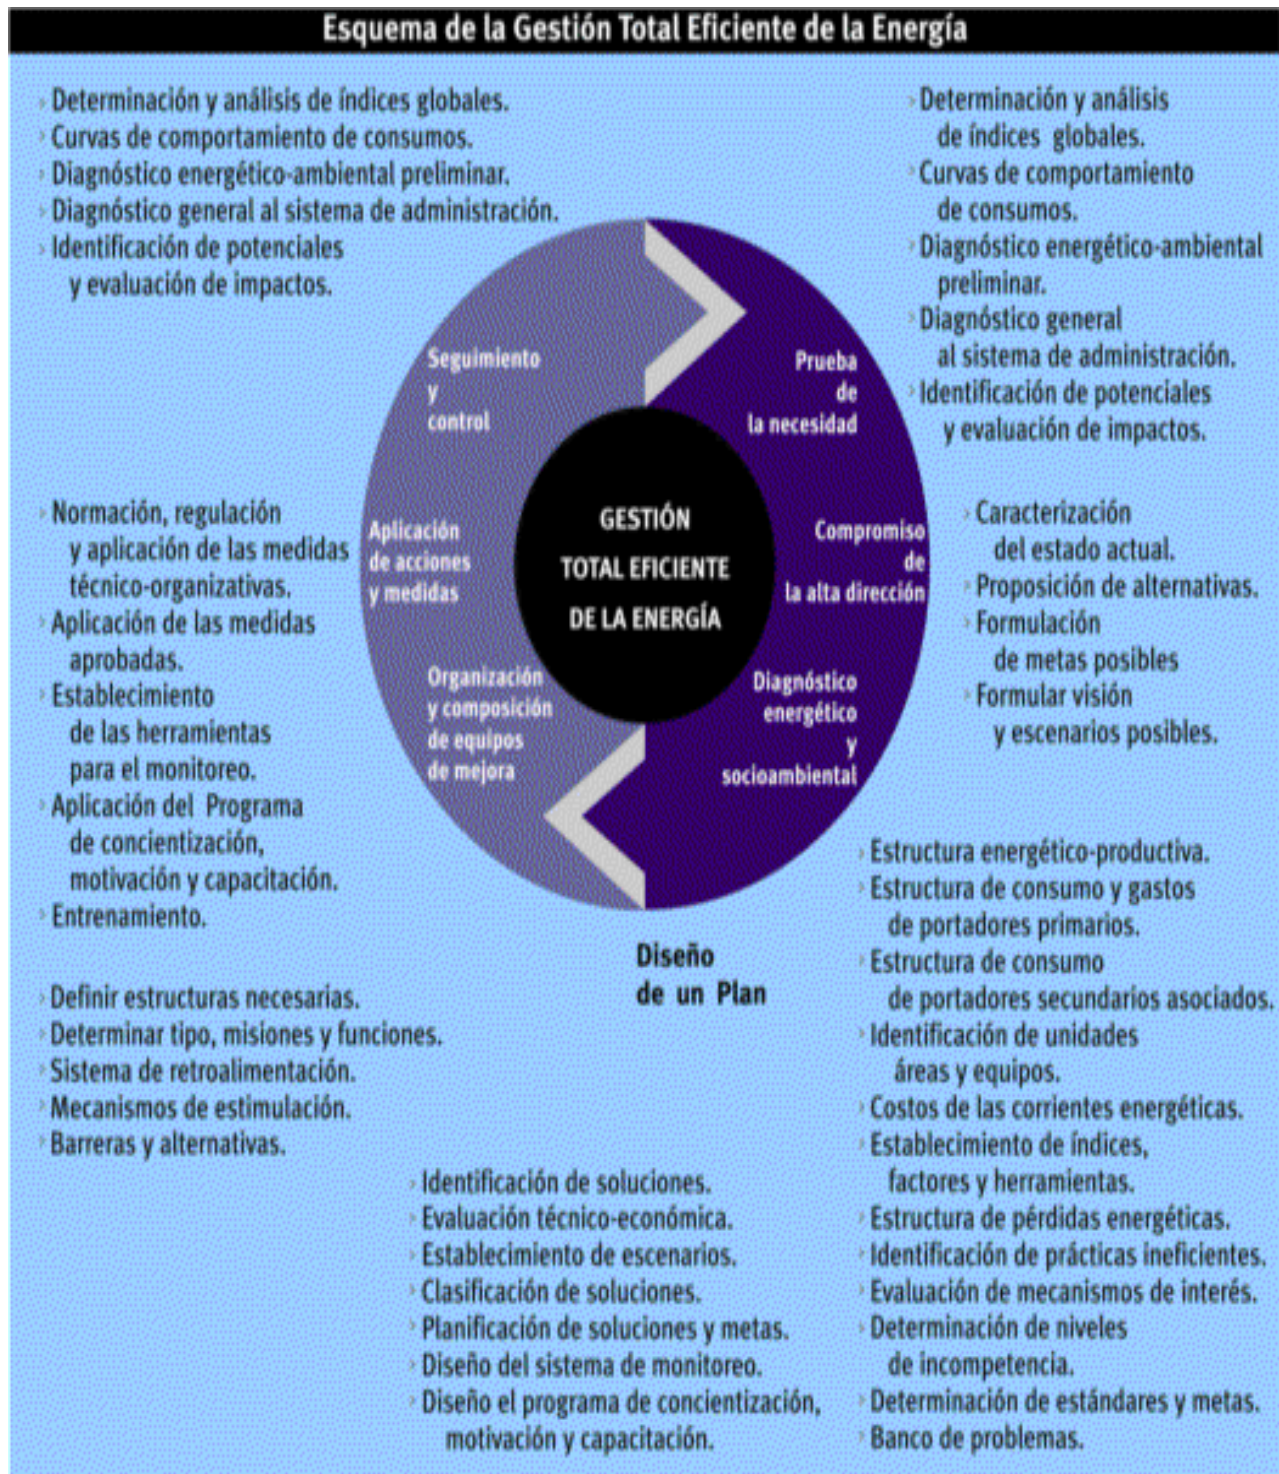 Esquema de la Gestión Total Eficiente de la Energía
Determinación y análisis de índices globales.
Curvas de comportamiento de consumos.
Diagnóstico energético-ambiental preliminar.
Diagnóstico general al sistema de administración.
Identificación de potenciales
y evaluación de impactos.
Determinación y análisis
de índices globales.
Curvas de comportamiento
de consumos.
Diagnóstico energético-ambiental
preliminar.
Diagnóstico general
al sistema de administración.
Identificación de potenciales
y evaluación de impactos.
Seguimiento
y
control
Prueba
de
la necesidad
Aplicación
de acciones
y medidas
GESTIÓN
TOTAL EFICIENTE
DE LA ENERGÍA
Compromiso
de
la alta dirección
Organización
y composición
de equipos
de mejora
Diagnóstico
energético
y
socioambiental
Normación, regulación
y aplicación de las medidas
técnico-organizativas.
Aplicación de las medidas
aprobadas.
Establecimiento
de las herramientas
para el monitoreo.
Aplicación del Programa
de concientización,
motivación y capacitación.
Entrenamiento.
Caracterización
del estado actual.
Proposición de alternativas.
Formulación
de metas posibles
Formular visión
y escenarios posibles.
Diseño
de un Plan
Definir estructuras necesarias.
Determinar tipo, misiones y funciones.
Sistema de retroalimentación.
Mecanismos de estimulación.
Barreras y alternativas.
Estructura energético-productiva.
Estructura de consumo y gastos
de portadores primarios.
Estructura de consumo
de portadores secundarios asociados.
Identificación de unidades
áreas y equipos.
Costos de las corrientes energéticas.
Establecimiento de índices,
factores y herramientas.
Estructura de pérdidas energéticas.
Identificación de prácticas ineficientes.
Evaluación de mecanismos de interés.
Determinación de niveles
de incompetencia.
Determinación de estándares y metas.
Banco de problemas.
Identificación de soluciones.
Evaluación técnico-económica.
Establecimiento de escenarios.
Clasificación de soluciones.
Planificación de soluciones y metas.
Diseño del sistema de monitoreo.
Diseño el programa de concientización,
motivación y capacitación.